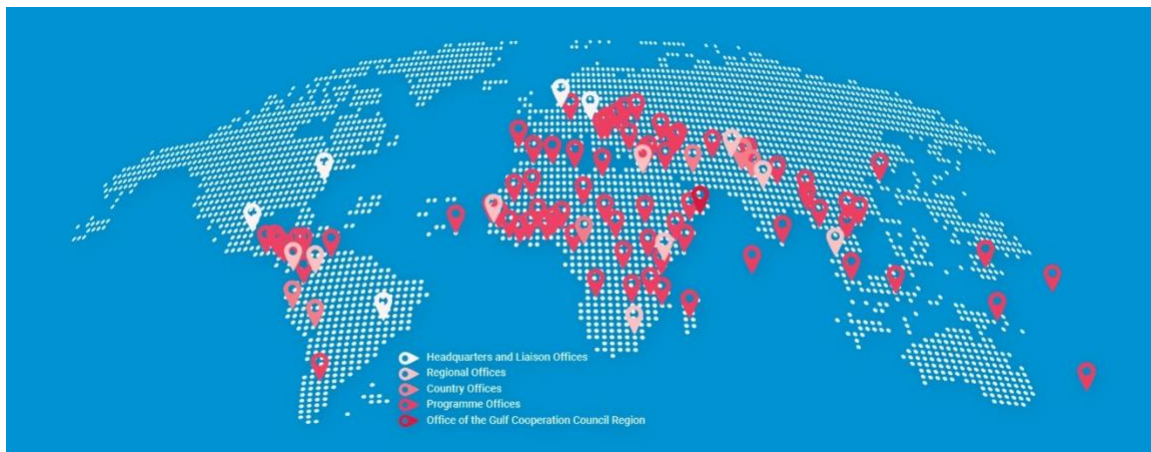 Headquarters and Liaison Offices
Regional Offices
Country Offices
Programme Offices
Office of the Gulf Cooperation Council Region